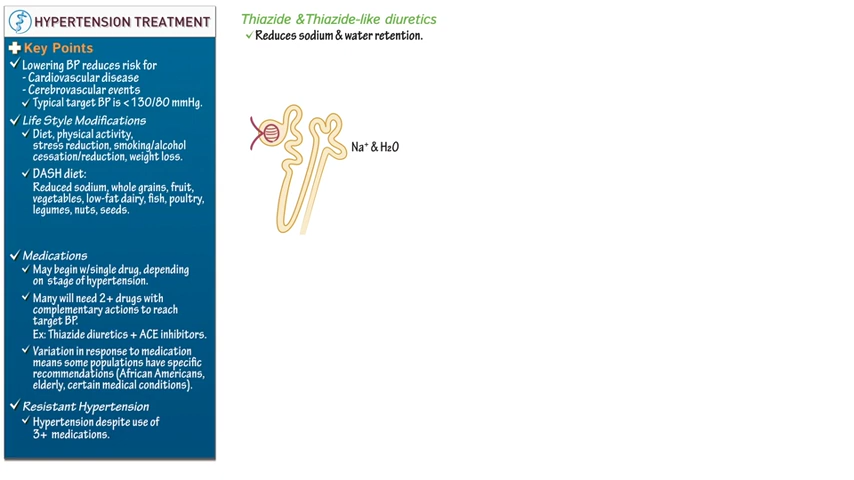 HYPERTENSION TREATMENT
Key Points
Lowering BP reduces risk for
- Cardiovascular disease
- Cerebrovascular events
Typical target BP is < 130/80 mmHg.
Life Style Modifications
Diet, physical activity,
stress reduction, smoking/alcohol
cessation/reduction, weight loss.
DASH diet:
Reduced sodium, whole grains, fruit,
vegetables, low-fat dairy, fish, poultry,
legumes, nuts, seeds.
Medications
May begin w/single drug, depending
on stage of hypertension.
Many will need 2+ drugs with
complementary actions to reach
target BP.
Ex: Thiazide diuretics + ACE inhibitors.
Variation in response to medication
means some populations have specific
recommendations (African Americans,
elderly, certain medical conditions).
Resistant Hypertension
Hypertension despite use of
3+ medications.
Thiazide &Thiazide-like diuretics
Reduces sodium & water retention.
Na⁺ & H₂O